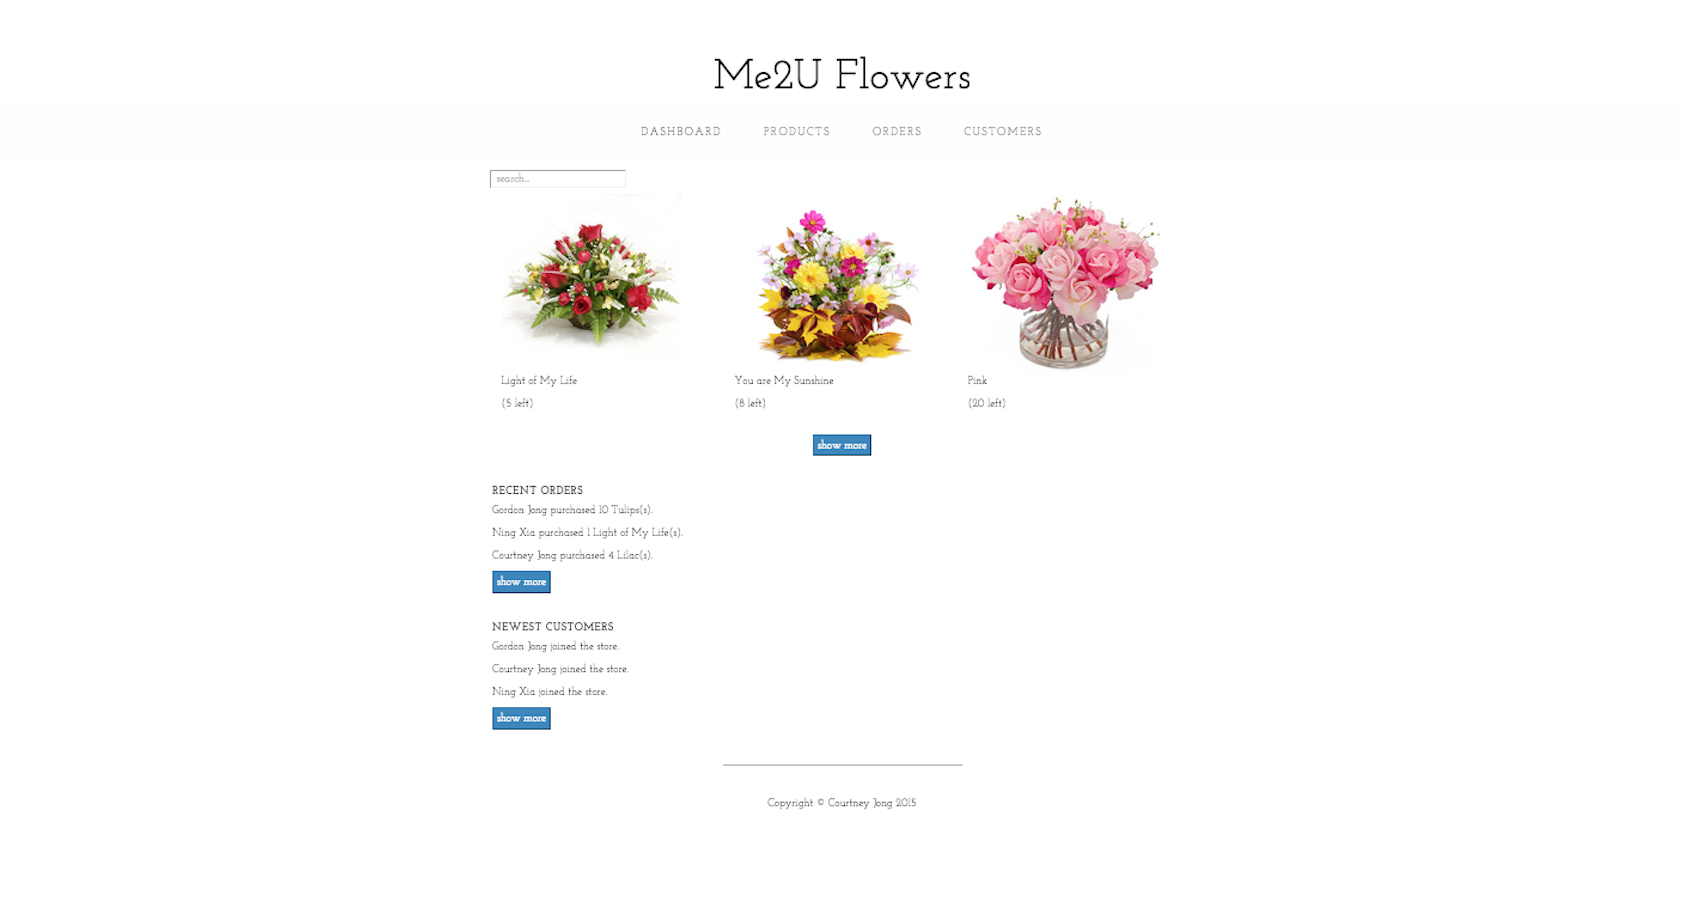 Me2U Flowers
DASHBOARD PRODUCTS ORDERS CUSTOMERS
search...
Light of My Life
(5 left)
You are My Sunshine
(8 left)
Pink
(20 left)
show more
RECENT ORDERS
Gordon Jong purchased 10 Tulips(s).
Ning Xia purchased 1 Light of My Life(s).
Courtney Jong purchased 4 Lilac(s).
show more
NEWEST CUSTOMERS
Gordon Jong joined the store.
Courtney Jong joined the store.
Ning Xia joined the store.
show more
Copyright © Courtney Jong 2015